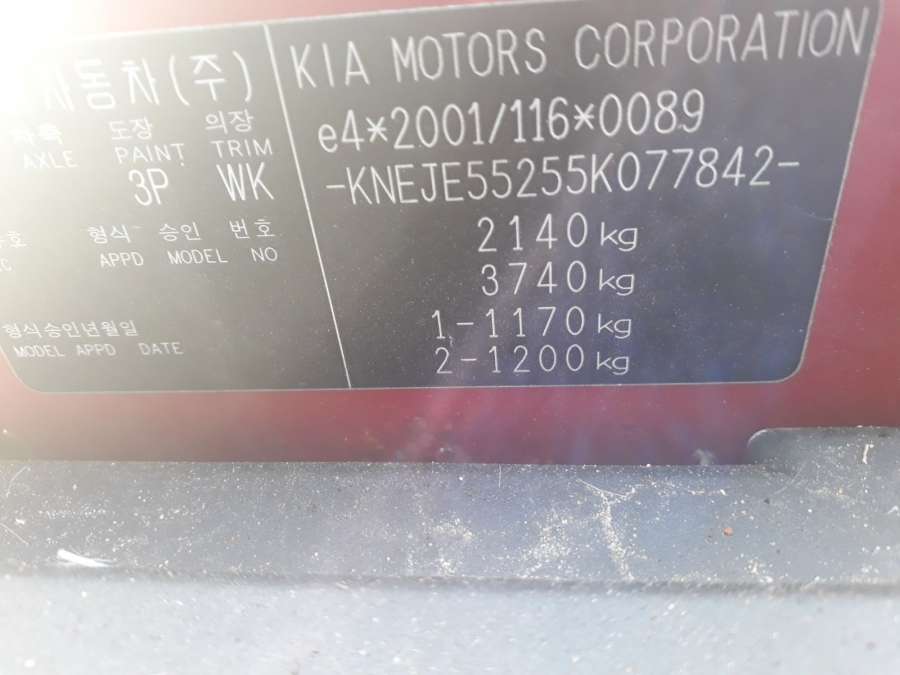 자동차(주)
도장 의장
AXLE PAINT TRIM
3P WK
형식 승인 번호
APPD MODEL NO
형식승인년월일
MODEL APPD DATE
KIA MOTORS CORPORATION
e4*2001/116*0089
-KNEJE55255K077842-
2140kg
3740kg
1-1170kg
2-1200kg